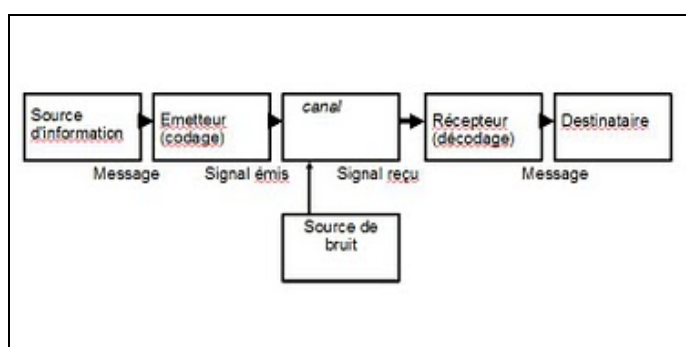 Source
d'information
Emetteur
(codage)
canal
Récepteur
(décodage)
Destinataire
Message
Signal émis
Signal reçu
Message
Source de
bruit